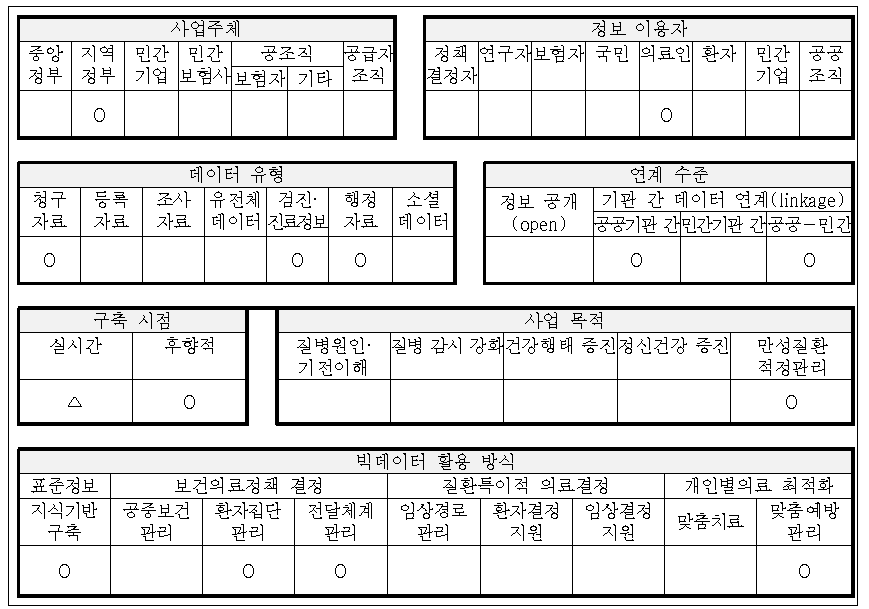 사업주체
중앙 정부 지역 정부 민간 기업 민간 보험사 공조직 공급자 조직
보험자 기타
○
정보 이용자
정책 결정자 연구자 보험자 국민 의료인 환자 민간 기업 공공 조직
○
데이터 유형
청구 자료 등록 자료 조사 자료 유전체 데이터 검진·진료정보 행정 자료 소셜 데이터
○ ○ ○
연계 수준
정보 공개 (open) 기관 간 데이터 연계(linkage)
공공기관 간 민간기관 간 공공-민간
○ ○
구축 시점
실시간 후향적
△ ○
사업 목적
질병원인·기전이해 질병 감시 강화 건강행태 증진 정신건강 증진 만성질환 적정관리
○
빅데이터 활용 방식
표준정보 보건의료정책 결정 질환특이적 의료결정 개인별의료 최적화
지식기반 구축 공중보건 관리 환자집단 관리 전달체계 관리 임상경로 관리 환자결정 지원 임상결정 지원 맞춤치료 맞춤예방 관리
○ ○ ○ ○